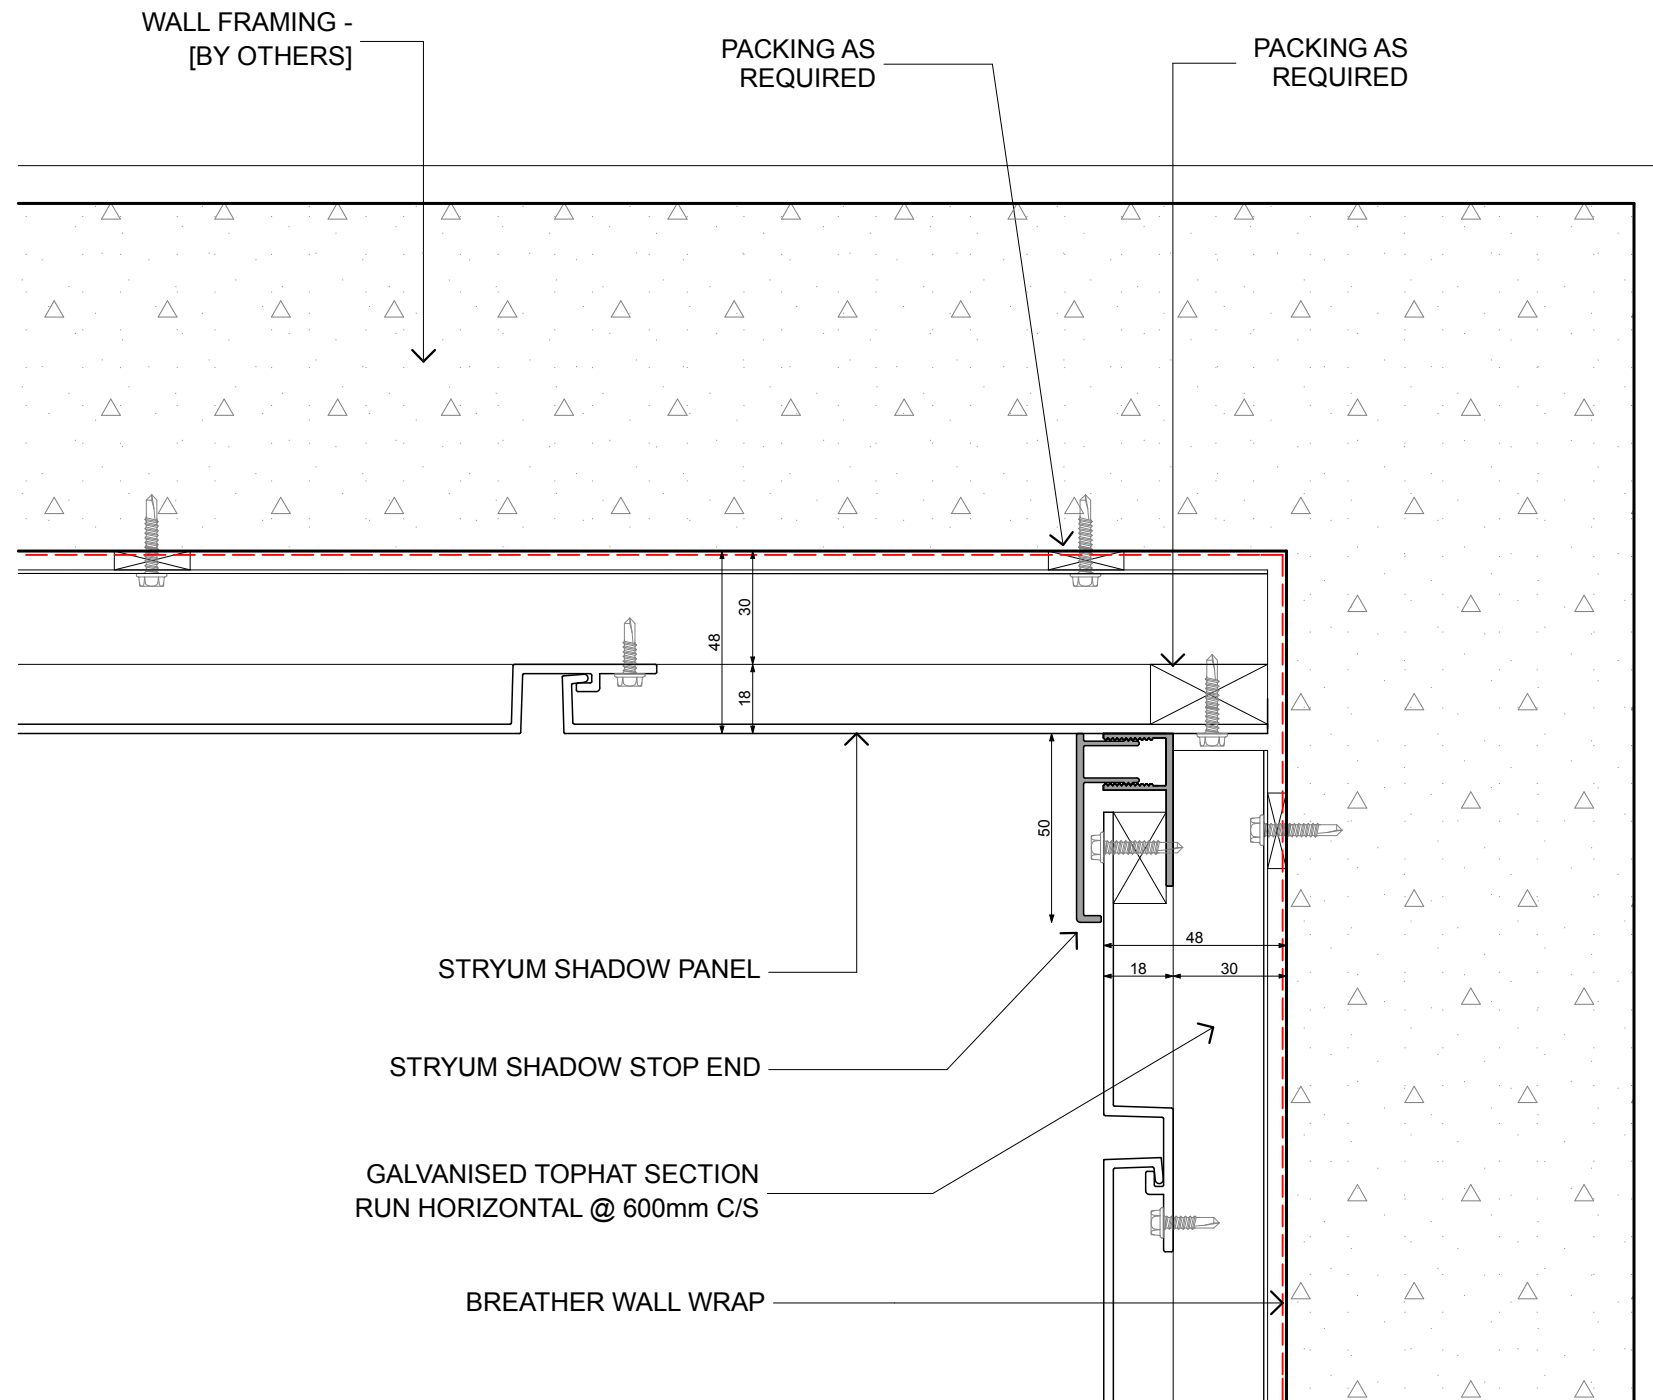 WALL FRAMING -
[BY OTHERS]
PACKING AS
REQUIRED
PACKING AS
REQUIRED
30
48
18
50
48
18
30
STRYUM SHADOW PANEL
STRYUM SHADOW STOP END
GALVANISED TOPHAT SECTION
RUN HORIZONTAL @ 600mm C/S
BREATHER WALL WRAP